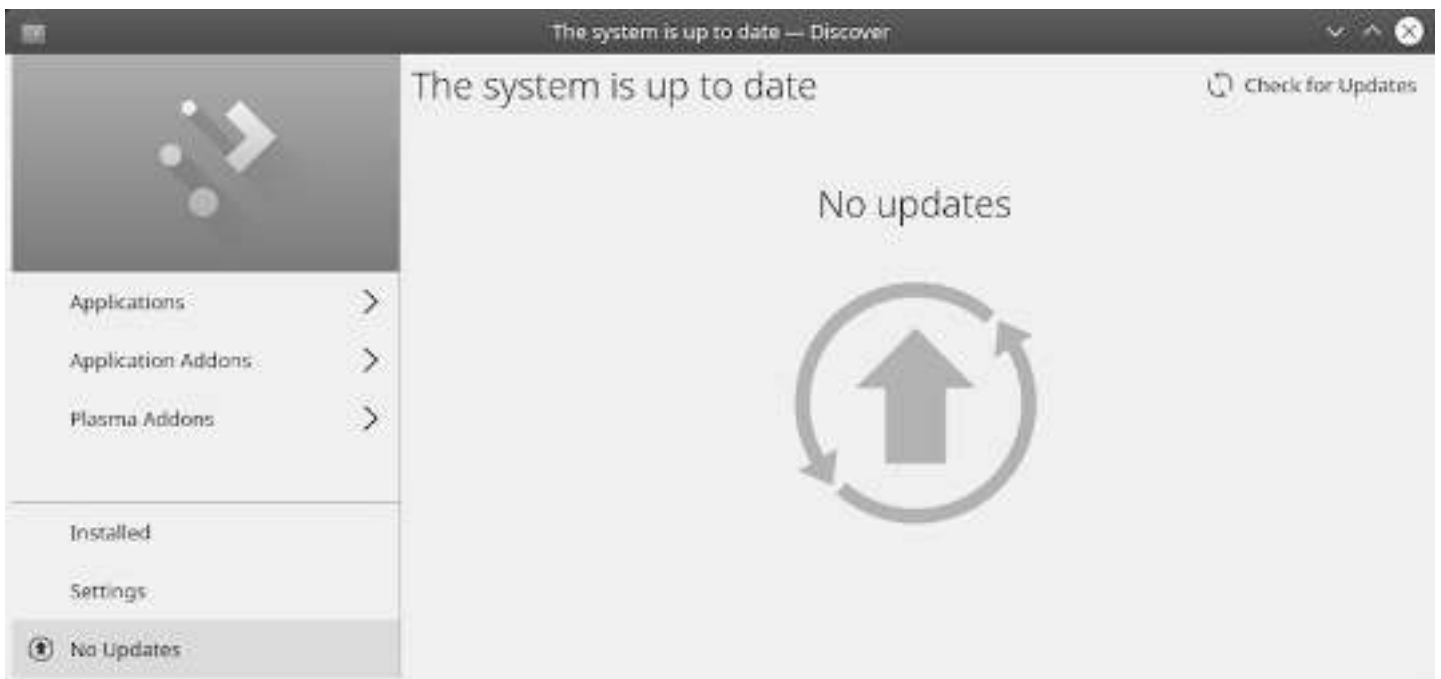 The system is up to date — Discover
The system is up to date
Check for Updates
No updates
Applications
Application Addons
Plasma Addons
Installed
Settings
No Updates